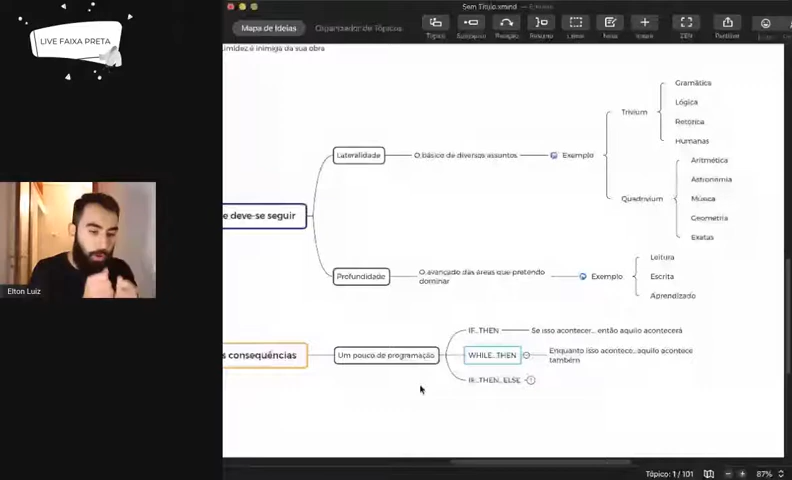 LIVE FAIXA PRETA
Elton Luiz
Sem Título.xmind
Mapa de Ideias
Organizador de Tópicos
Tópico
Subtópico
Relação
Resumo
Limite
Nota
ZEN
Partilhar
imidez é inimiga da sua obra
e deve-se seguir
Lateralidade
O básico de diversos assuntos
Exemplo
Trivium
Gramática
Lógica
Retórica
Humanas
Quadrivium
Aritmética
Astronomia
Música
Geometria
Exatas
Profundidade
O avançado das áreas que pretendo
dominar
Exemplo
Leitura
Escrita
Aprendizado
s consequências
Um pouco de programação
IF...THEN
Se isso acontecer... então aquilo acontecerá
WHILE...THEN
Enquanto isso acontece...aquilo acontece
também
IF...THEN...ELSE
Tópico: 1 / 101
87%